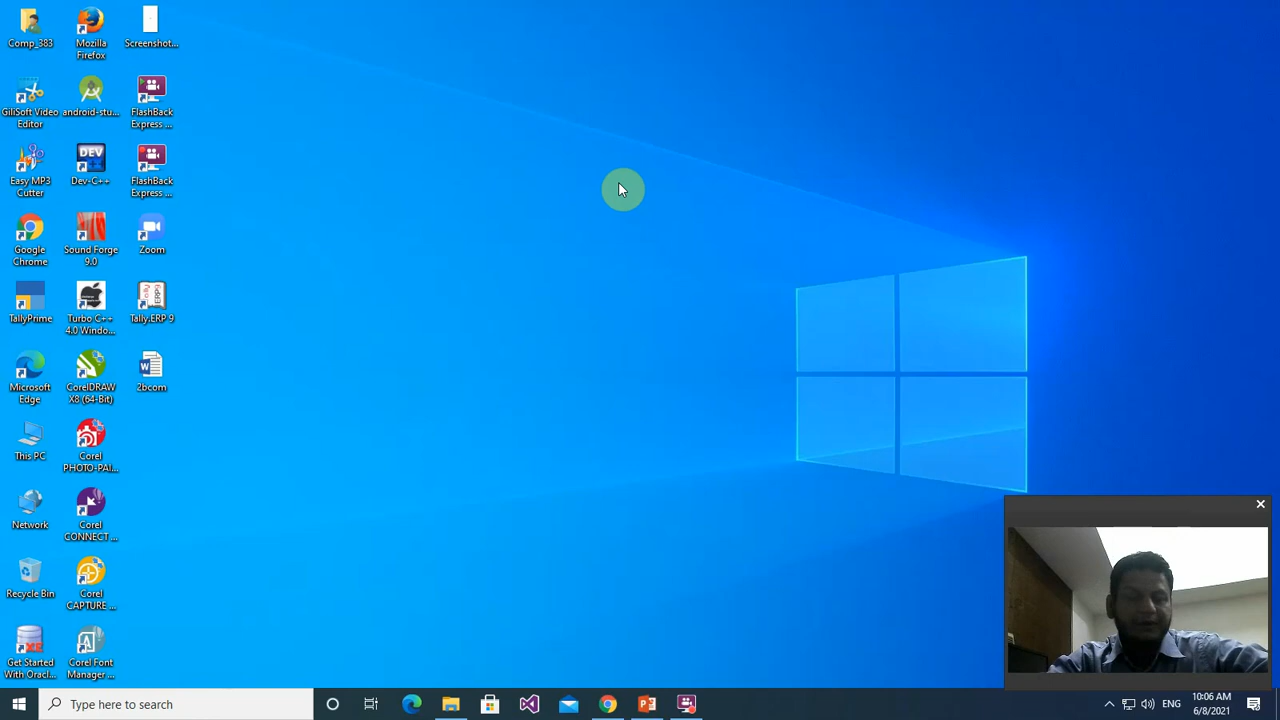 Comp_383
Mozilla
Firefox
Screenshot...
GiliSoft Video
Editor
android-stu...
FlashBack
Express ...
Easy MP3
Cutter
DEV
Dev-C++
FlashBack
Express ...
Google
Chrome
Sound Forge
9.0
Zoom
TallyPrime
Turbo C++
4.0 Windo...
Tally.ERP 9
Microsoft
Edge
CorelDRAW
X8 (64-Bit)
2bcom
This PC
Corel
PHOTO-PAI...
Network
Corel
CONNECT ...
Recycle Bin
Corel
CAPTURE ...
XE
Get Started
With Oracl...
Corel Font
Manager ...
Type here to search
ENG
10:06 AM
6/8/2021